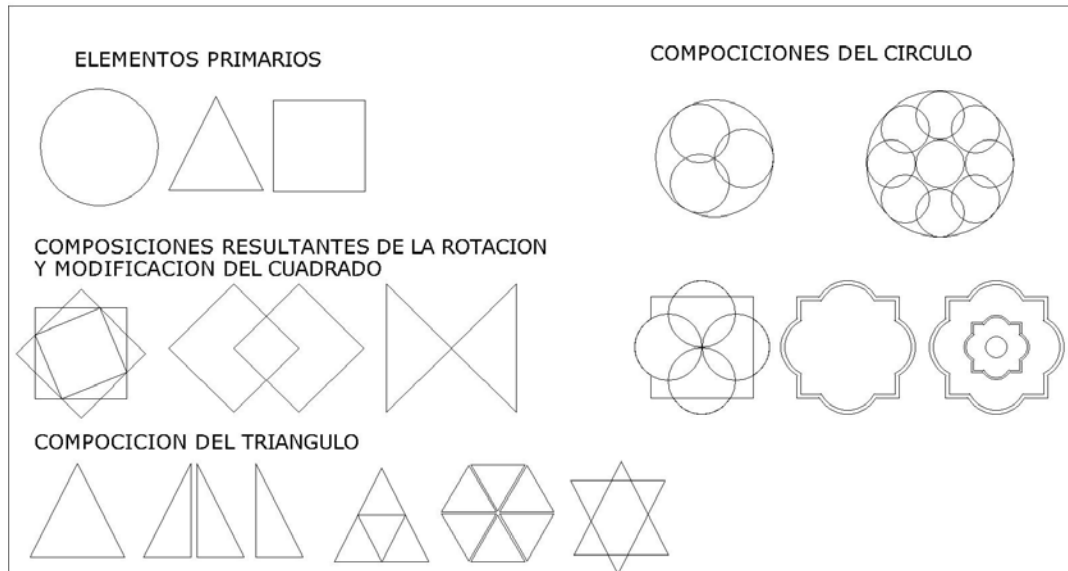 ELEMENTOS PRIMARIOS
COMPOCICIONES DEL CIRCULO
COMPOSICIONES RESULTANTES DE LA ROTACION
Y MODIFICACION DEL CUADRADO
COMPOCICION DEL TRIANGULO